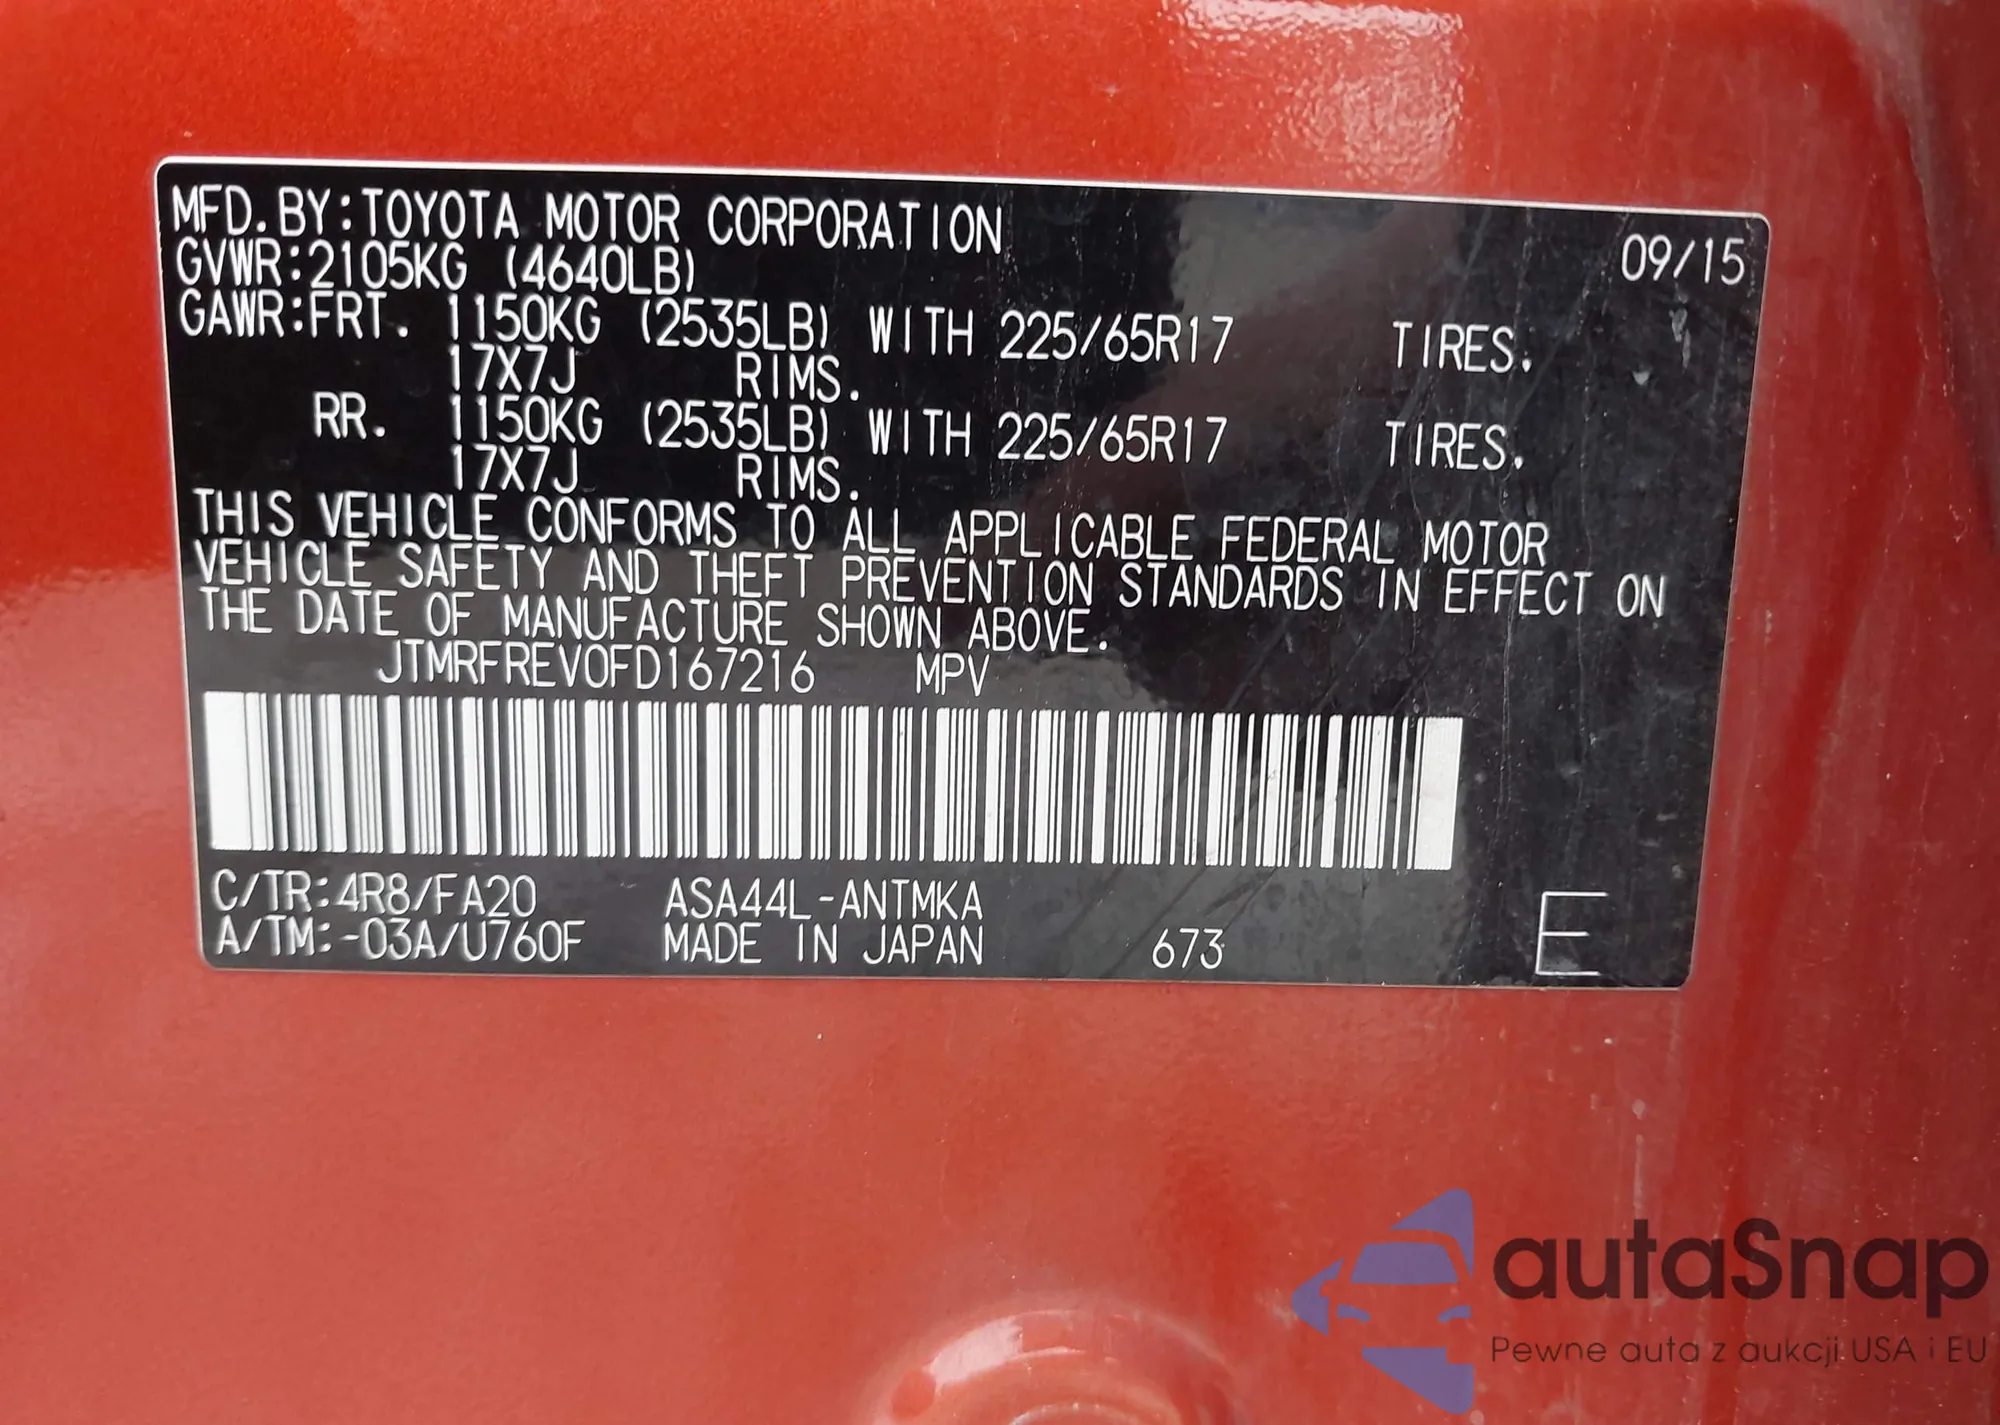 MFD.BY:TOYOTA MOTOR CORPORATION 09/15
GVWR:2105KG (4640LB)
GAWR:FRT. 1150KG (2535LB) WITH 225/65R17 TIRES.
17X7J RIMS.
RR. 1150KG (2535LB) WITH 225/65R17 TIRES.
17X7J RIMS.
THIS VEHICLE CONFORMS TO ALL APPLICABLE FEDERAL MOTOR
VEHICLE SAFETY AND THEFT PREVENTION STANDARDS IN EFFECT ON
THE DATE OF MANUFACTURE SHOWN ABOVE.
JTMRFREV0FD167216 MPV
C/TR:4R8/FA20 ASA44L-ANTMKA
A/TM:-03A/U760F MADE IN JAPAN 673 E
autaSnap
Pewne auta z aukcji USA i EU